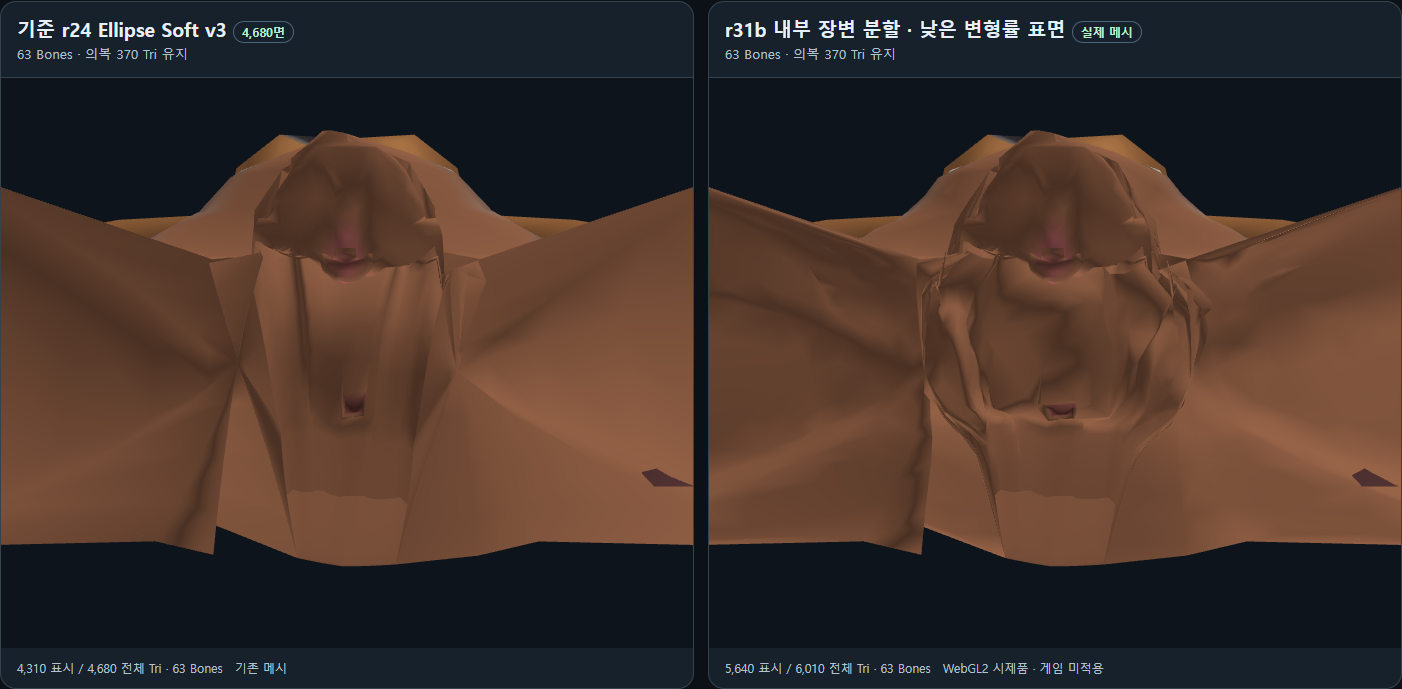 기준 r24 Ellipse Soft v3 4,680면
63 Bones · 의복 370 Tri 유지
4,310 표시 / 4,680 전체 Tri · 63 Bones 기존 메시
r31b 내부 장변 분할 · 낮은 변형률 표면 실제 메시
63 Bones · 의복 370 Tri 유지
5,640 표시 / 6,010 전체 Tri · 63 Bones WebGL2 시제품 · 게임 미적용